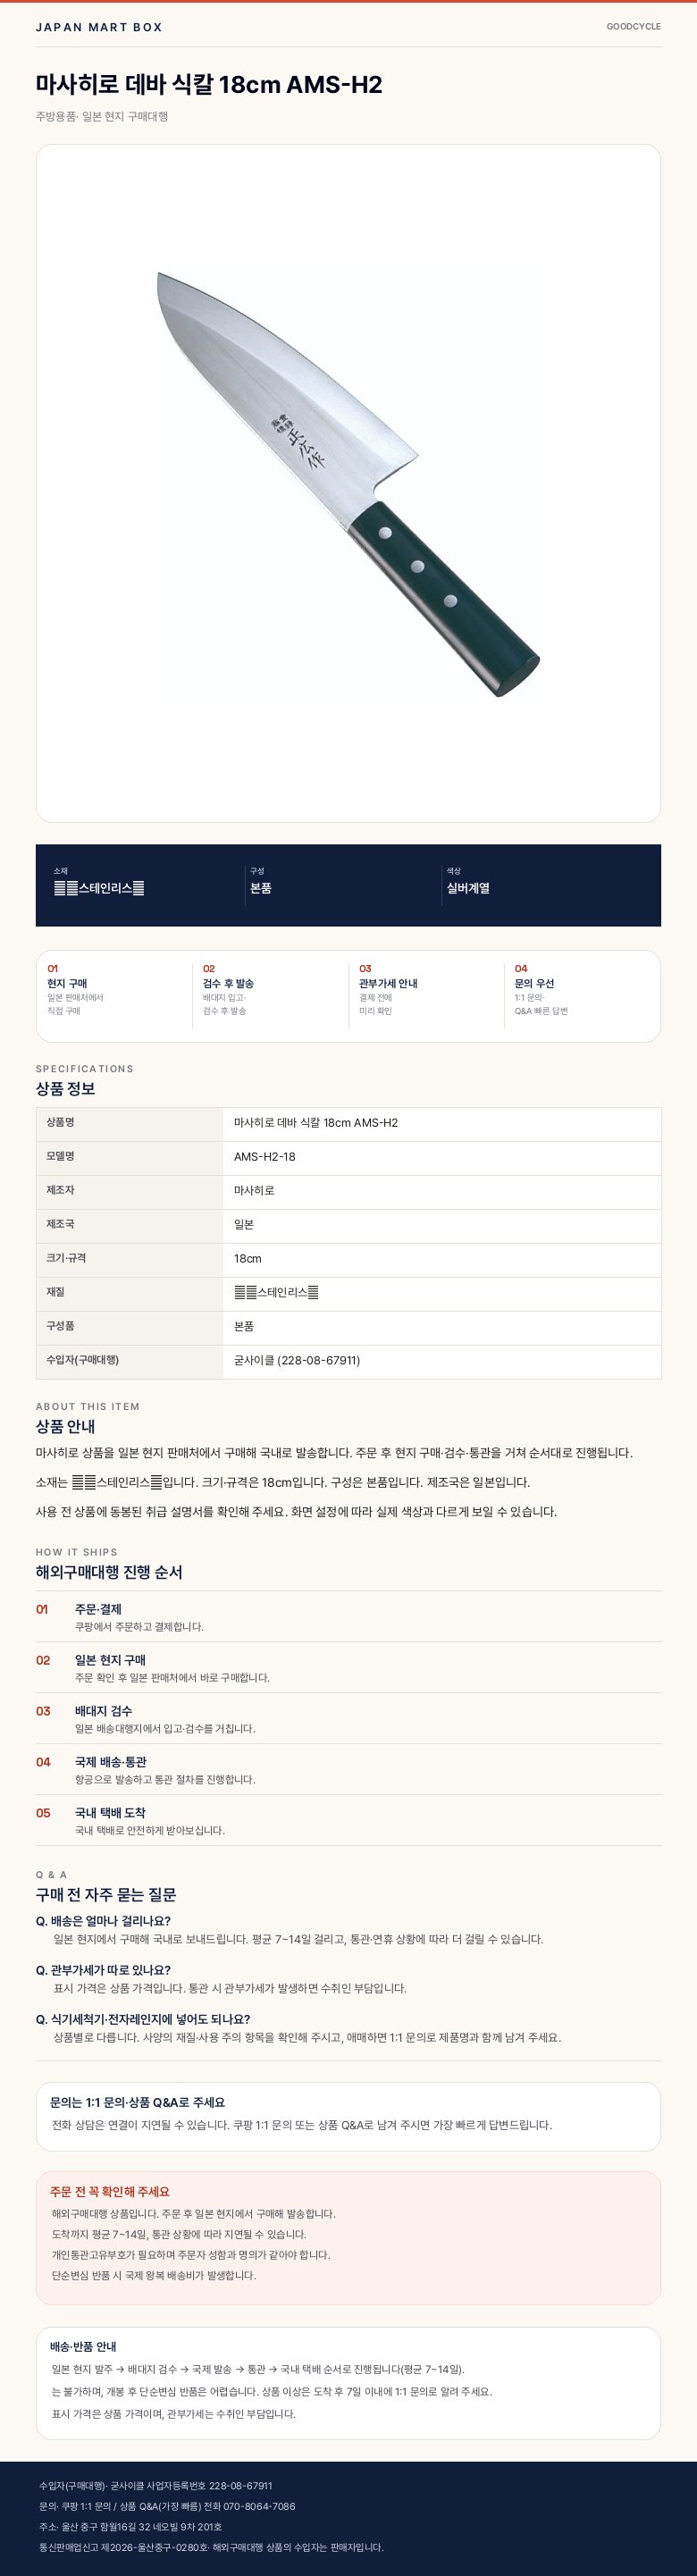 JAPAN MART BOX
GOODCYCLE
마사히로 데바 식칼 18cm AMS-H2
주방용품· 일본 현지 구매대행
正広作
소재
스테인리스
구성
본품
색상
실버계열
01
현지 구매
일본 판매처에서
직접 구매
02
검수 후 발송
배대지 입고·
검수 후 발송
03
관부가세 안내
결제 전에
미리 확인
04
문의 우선
1:1 문의·
Q&A 빠른 답변
SPECIFICATIONS
상품 정보
상품명 마사히로 데바 식칼 18cm AMS-H2
모델명 AMS-H2-18
제조자 마사히로
제조국 일본
크기·규격 18cm
재질 스테인리스
구성품 본품
수입자(구매대행) 굳사이클 (228-08-67911)
ABOUT THIS ITEM
상품 안내
마사히로 상품을 일본 현지 판매처에서 구매해 국내로 발송합니다. 주문 후 현지 구매·검수·통관을 거쳐 순서대로 진행됩니다.
소재는 스테인리스입니다. 크기·규격은 18cm입니다. 구성은 본품입니다. 제조국은 일본입니다.
사용 전 상품에 동봉된 취급 설명서를 확인해 주세요. 화면 설정에 따라 실제 색상과 다르게 보일 수 있습니다.
HOW IT SHIPS
해외구매대행 진행 순서
01 주문·결제
쿠팡에서 주문하고 결제합니다.
02 일본 현지 구매
주문 확인 후 일본 판매처에서 바로 구매합니다.
03 배대지 검수
일본 배송대행지에서 입고·검수를 거칩니다.
04 국제 배송·통관
항공으로 발송하고 통관 절차를 진행합니다.
05 국내 택배 도착
국내 택배로 안전하게 받아보십니다.
Q & A
구매 전 자주 묻는 질문
Q. 배송은 얼마나 걸리나요?
일본 현지에서 구매해 국내로 보내드립니다. 평균 7~14일 걸리고, 통관·연휴 상황에 따라 더 걸릴 수 있습니다.
Q. 관부가세가 따로 있나요?
표시 가격은 상품 가격입니다. 통관 시 관부가세가 발생하면 수취인 부담입니다.
Q. 식기세척기·전자레인지에 넣어도 되나요?
상품별로 다릅니다. 사양의 재질·사용 주의 항목을 확인해 주시고, 애매하면 1:1 문의로 제품명과 함께 남겨 주세요.
문의는 1:1 문의·상품 Q&A로 주세요
전화 상담은 연결이 지연될 수 있습니다. 쿠팡 1:1 문의 또는 상품 Q&A로 남겨 주시면 가장 빠르게 답변드립니다.
주문 전 꼭 확인해 주세요
해외구매대행 상품입니다. 주문 후 일본 현지에서 구매해 발송합니다.
도착까지 평균 7~14일, 통관 상황에 따라 지연될 수 있습니다.
개인통관고유부호가 필요하며 주문자 성함과 명의가 같아야 합니다.
단순변심 반품 시 국제 왕복 배송비가 발생합니다.
배송·반품 안내
일본 현지 발주 → 배대지 검수 → 국제 발송 → 통관 → 국내 택배 순서로 진행됩니다(평균 7~14일).
는 불가하며, 개봉 후 단순변심 반품은 어렵습니다. 상품 이상은 도착 후 7일 이내에 1:1 문의로 알려 주세요.
표시 가격은 상품 가격이며, 관부가세는 수취인 부담입니다.
수입자(구매대행)· 굳사이클 사업자등록번호 228-08-67911
문의· 쿠팡 1:1 문의 / 상품 Q&A(가장 빠름) 전화 070-8064-7086
주소· 울산 중구 함월16길 32 네오빌 9차 201호
통신판매업신고 제2026-울산중구-0280호· 해외구매대행 상품의 수입자는 판매자입니다.